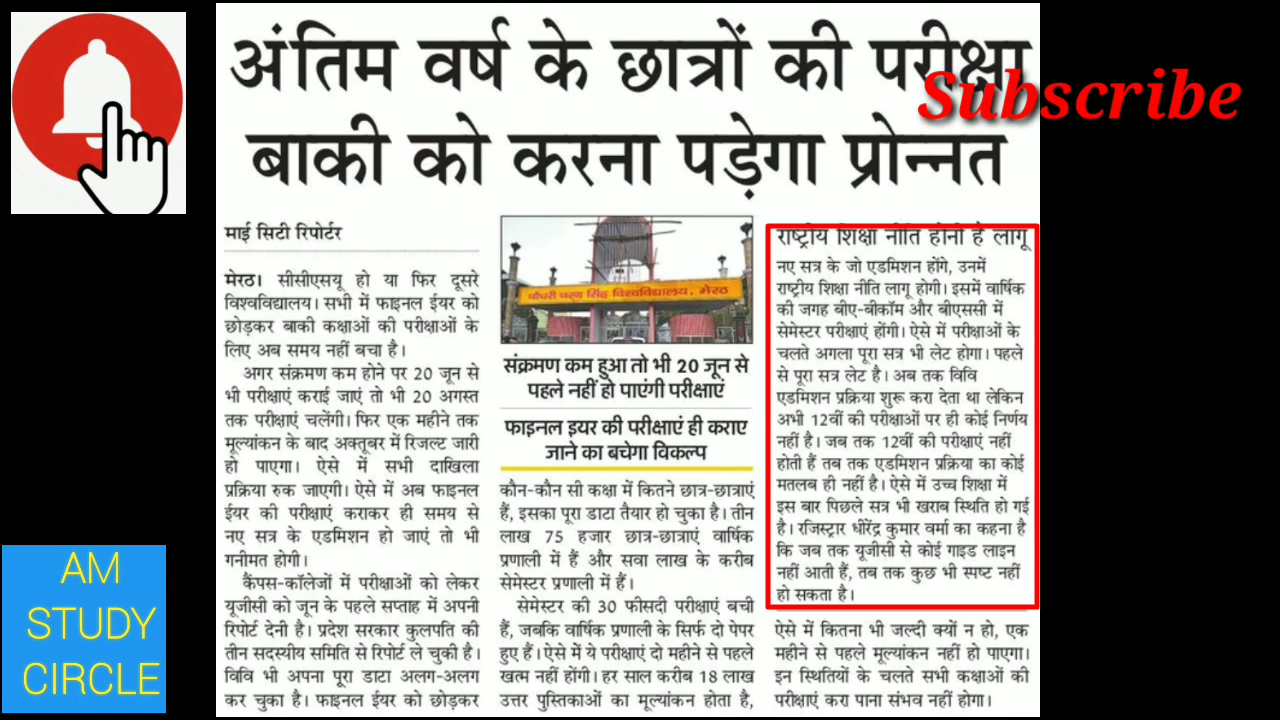 अंतिम वर्ष के छात्रों की परीक्षा
बाकी को करना पड़ेगा प्रोन्नत
Subscribe
माई सिटी रिपोर्टर
मेरठ। सीसीएसयू हो या फिर दूसरे
विश्वविद्यालय। सभी में फाइनल ईयर को
छोड़कर बाकी कक्षाओं की परीक्षाओं के
लिए अब समय नहीं बचा है।
अगर संक्रमण कम होने पर 20 जून से
भी परीक्षाएं कराई जाएं तो भी 20 अगस्त
तक परीक्षाएं चलेंगी। फिर एक महीने तक
मूल्यांकन के बाद अक्तूबर में रिजल्ट जारी
हो पाएगा। ऐसे में सभी दाखिला
प्रक्रिया रुक जाएगी। ऐसे में अब फाइनल
ईयर की परीक्षाएं कराकर ही समय से
नए सत्र के एडमिशन हो जाएं तो भी
गनीमत होगी।
कैंपस-कॉलेजों में परीक्षाओं को लेकर
यूजीसी को जून के पहले सप्ताह में अपनी
रिपोर्ट देनी है। प्रदेश सरकार कुलपति की
तीन सदस्यीय समिति से रिपोर्ट ले चुकी है।
विवि भी अपना पूरा डाटा अलग-अलग
कर चुका है। फाइनल ईयर को छोड़कर
चौधरी चरण सिंह विश्वविद्यालय, मेरठ
संक्रमण कम हुआ तो भी 20 जून से
पहले नहीं हो पाएंगी परीक्षाएं
फाइनल इयर की परीक्षाएं ही कराए
जाने का बचेगा विकल्प
कौन-कौन सी कक्षा में कितने छात्र-छात्राएं
हैं, इसका पूरा डाटा तैयार हो चुका है। तीन
लाख 75 हजार छात्र-छात्राएं वार्षिक
प्रणाली में हैं और सवा लाख के करीब
सेमेस्टर प्रणाली में हैं।
सेमेस्टर की 30 फीसदी परीक्षाएं बची
हैं, जबकि वार्षिक प्रणाली के सिर्फ दो पेपर
हुए हैं। ऐसे में ये परीक्षाएं दो महीने से पहले
खत्म नहीं होंगी। हर साल करीब 18 लाख
उत्तर पुस्तिकाओं का मूल्यांकन होता है,
राष्ट्रीय शिक्षा नीति होनी है लागू
नए सत्र के जो एडमिशन होंगे, उनमें
राष्ट्रीय शिक्षा नीति लागू होगी। इसमें वार्षिक
की जगह बीए-बीकॉम और बीएससी में
सेमेस्टर परीक्षाएं होंगी। ऐसे में परीक्षाओं के
चलते अगला पूरा सत्र भी लेट होगा। पहले
से पूरा सत्र लेट है। अब तक विवि
एडमिशन प्रक्रिया शुरू करा देता था लेकिन
अभी 12वीं की परीक्षाओं पर ही कोई निर्णय
नहीं है। जब तक 12वीं की परीक्षाएं नहीं
होती हैं तब तक एडमिशन प्रक्रिया का कोई
मतलब ही नहीं है। ऐसे में उच्च शिक्षा में
इस बार पिछले सत्र भी खराब स्थिति हो गई
है। रजिस्ट्रार धीरेंद्र कुमार वर्मा का कहना है
कि जब तक यूजीसी से कोई गाइड लाइन
नहीं आती हैं, तब तक कुछ भी स्पष्ट नहीं
हो सकता है।
ऐसे में कितना भी जल्दी क्यों न हो, एक
महीने से पहले मूल्यांकन नहीं हो पाएगा।
इन स्थितियों के चलते सभी कक्षाओं की
परीक्षाएं करा पाना संभव नहीं होगा।
AM
STUDY
CIRCLE